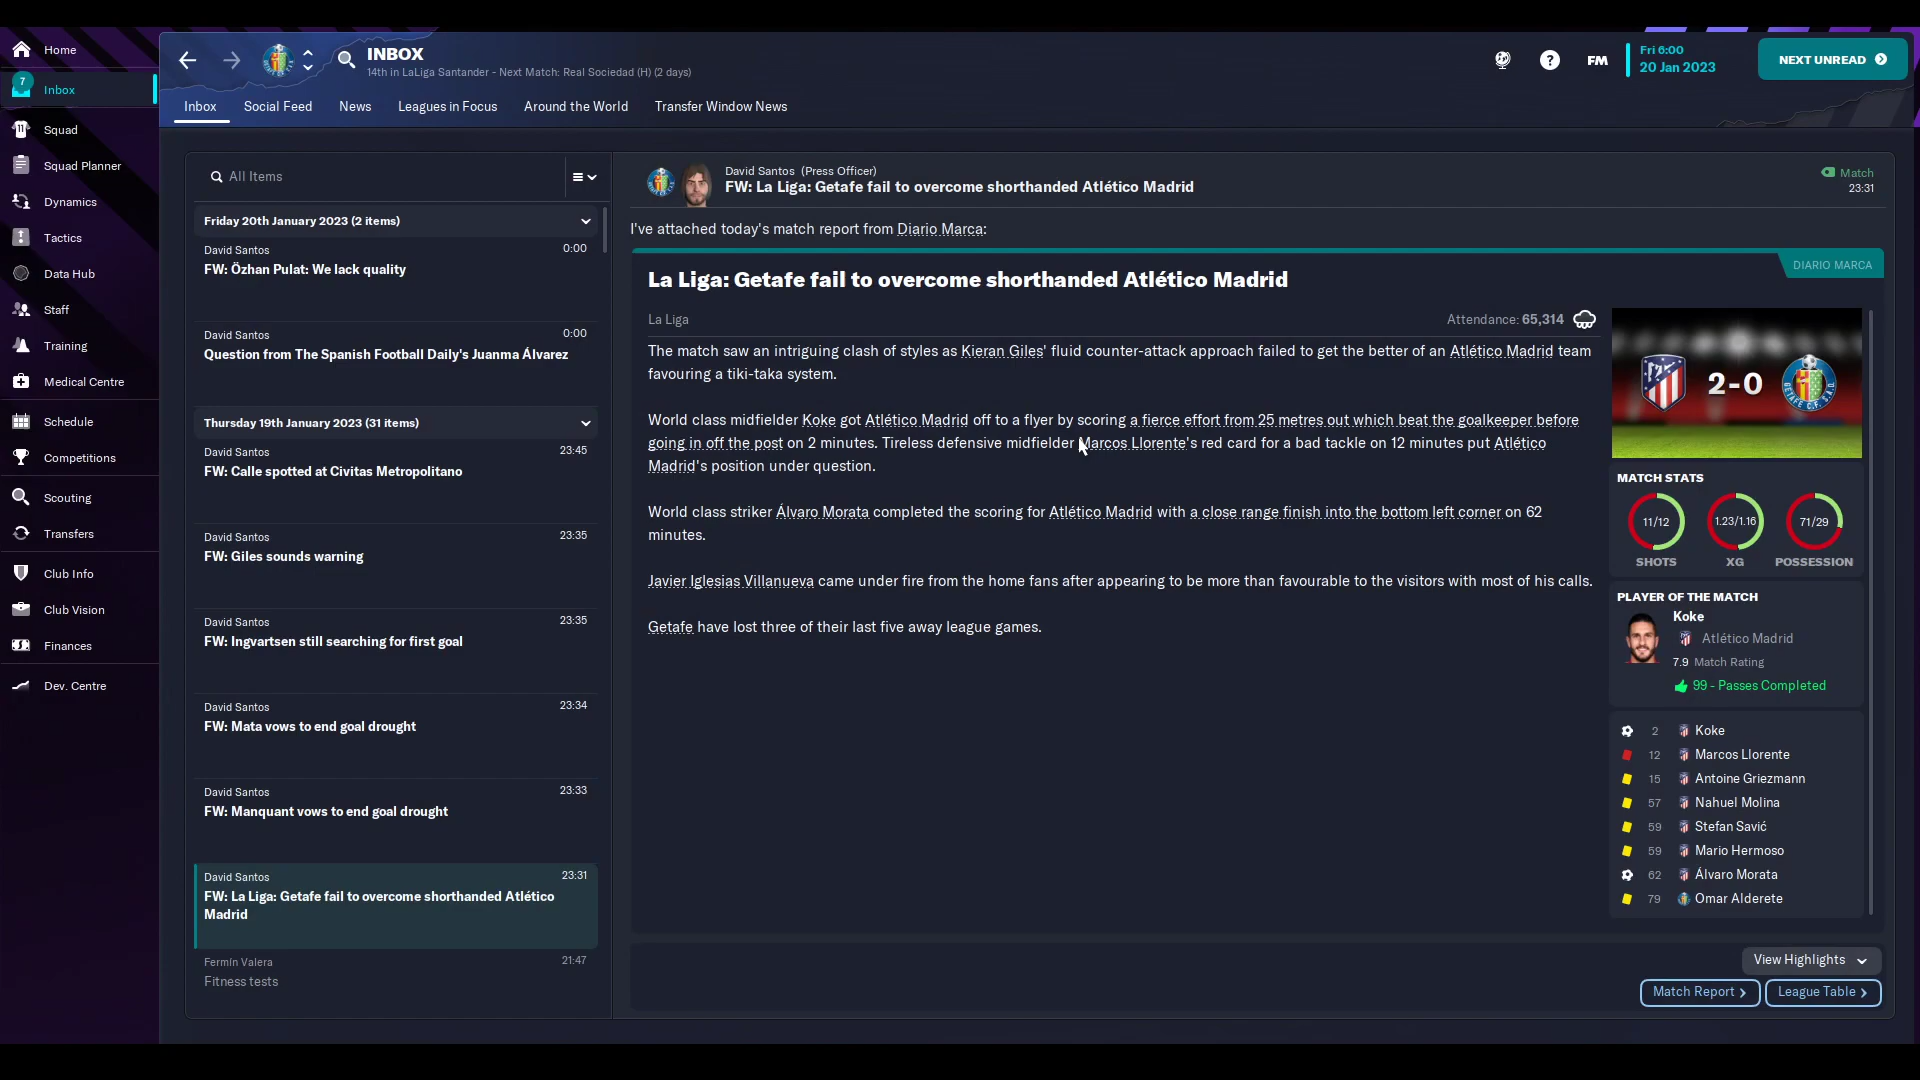 Home
7
Inbox
Squad
Squad Planner
Dynamics
Tactics
Data Hub
Staff
Training
Medical Centre
Schedule
Competitions
Scouting
Transfers
Club Info
Club Vision
Finances
Dev. Centre
INBOX
14th in LaLiga Santander - Next Match: Real Sociedad (H) (2 days)
?
FM
Fri 6:00
20 Jan 2023
NEXT UNREAD
Inbox
Social Feed
News
Leagues in Focus
Around the World
Transfer Window News
All Items
Friday 20th January 2023 (2 items)
David Santos 0:00
FW: Özhan Pulat: We lack quality
David Santos 0:00
Question from The Spanish Football Daily's Juanma Álvarez
Thursday 19th January 2023 (31 items)
David Santos 23:45
FW: Calle spotted at Civitas Metropolitano
David Santos 23:35
FW: Giles sounds warning
David Santos 23:35
FW: Ingvartsen still searching for first goal
David Santos 23:34
FW: Mata vows to end goal drought
David Santos 23:33
FW: Manquant vows to end goal drought
David Santos 23:31
FW: La Liga: Getafe fail to overcome shorthanded Atlético
Madrid
Fermín Valera 21:47
Fitness tests
David Santos (Press Officer)
FW: La Liga: Getafe fail to overcome shorthanded Atlético Madrid
Match
23:31
I've attached today's match report from Diario Marca:
DIARIO MARCA
La Liga: Getafe fail to overcome shorthanded Atlético Madrid
La Liga
Attendance: 65,314
The match saw an intriguing clash of styles as Kieran Giles' fluid counter-attack approach failed to get the better of an Atlético Madrid team
favouring a tiki-taka system.
World class midfielder Koke got Atlético Madrid off to a flyer by scoring a fierce effort from 25 metres out which beat the goalkeeper before
going in off the post on 2 minutes. Tireless defensive midfielder Marcos Llorente's red card for a bad tackle on 12 minutes put Atlético
Madrid's position under question.
World class striker Álvaro Morata completed the scoring for Atlético Madrid with a close range finish into the bottom left corner on 62
minutes.
Javier Iglesias Villanueva came under fire from the home fans after appearing to be more than favourable to the visitors with most of his calls.
Getafe have lost three of their last five away league games.
2-0
MATCH STATS
11/12
1.23/1.16
71/29
SHOTS
XG
POSSESSION
PLAYER OF THE MATCH
Koke
Atlético Madrid
7.9 Match Rating
99 - Passes Completed
2 Koke
12 Marcos Llorente
15 Antoine Griezmann
57 Nahuel Molina
59 Stefan Savić
59 Mario Hermoso
62 Álvaro Morata
79 Omar Alderete
View Highlights
Match Report
League Table